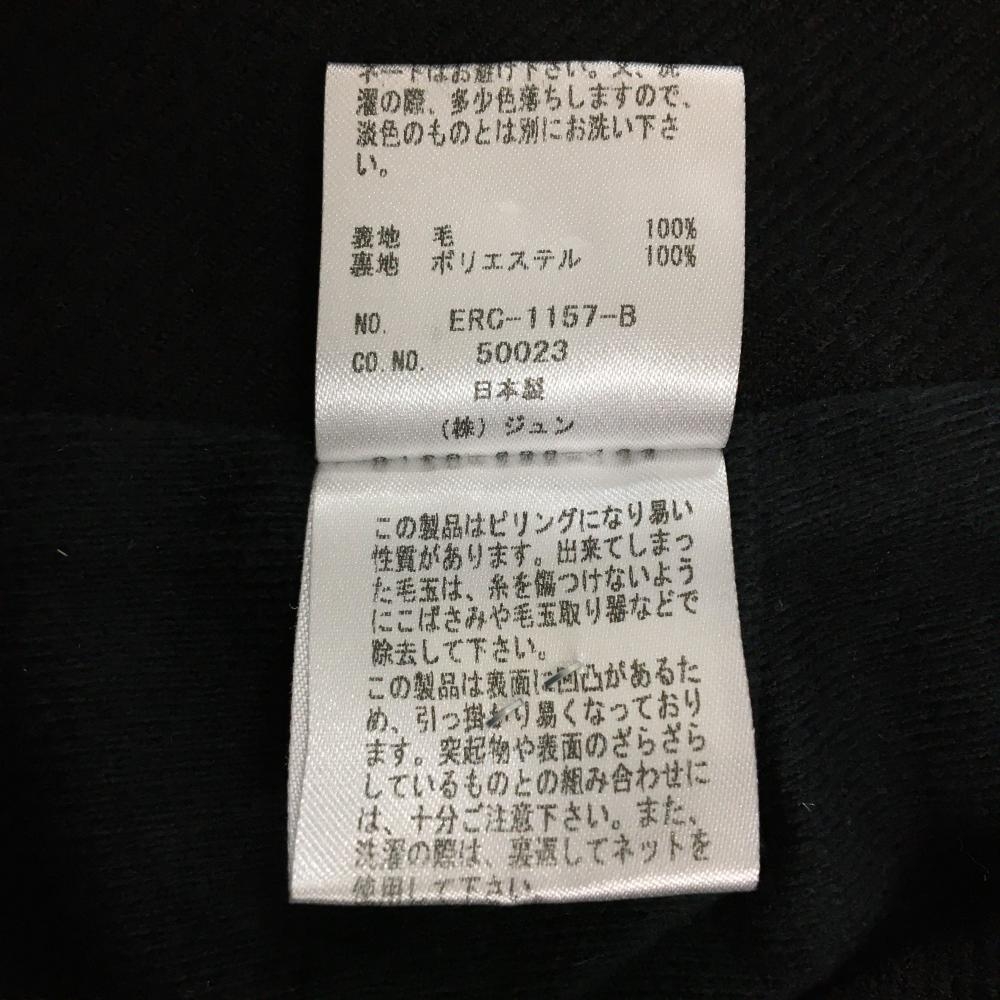 ネートはお避け下さい。又、洗
濯の際、多少色落ちしますので、
淡色のものとは別にお洗い下さ
い。
表地 毛 100%
裏地 ポリエステル 100%
NO. ERC-1157-B
CO.NO. 50023
日本製
(株)ジュン
この製品はピリングになり易い
性質があります。出来てしまっ
た毛玉は、糸を傷つけないよう
にこばさみや毛玉取り器などで
除去して下さい。
この製品は表面に凹凸があるた
め、引っ掛かり易くなっており
ます。突起物や表面のざらざら
しているものとの組み合わせに
は、十分ご注意下さい。また、
洗濯の際は、裏返してネットを
使用して下さい